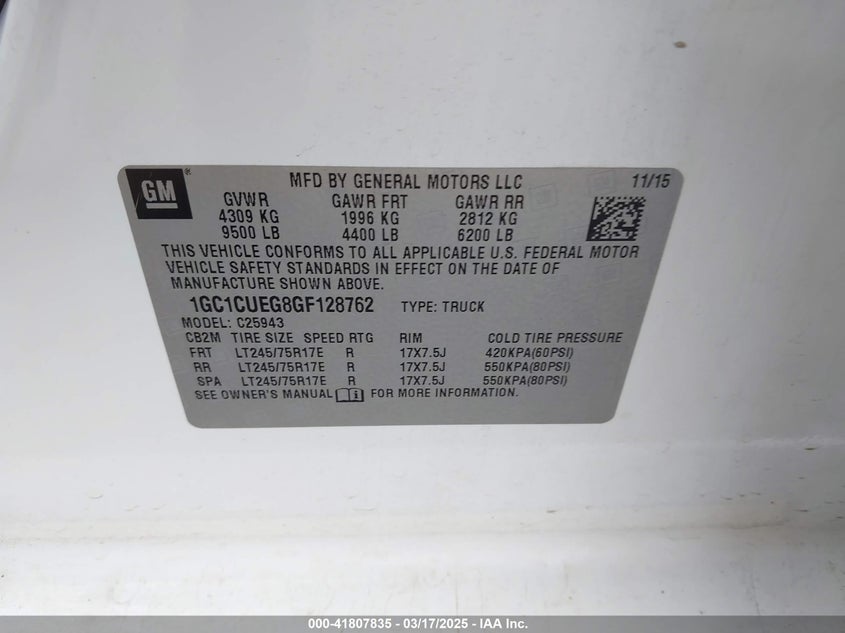 GM®
MFD BY GENERAL MOTORS LLC 11/15
GVWR GAWR FRT GAWR RR
4309 KG 1996 KG 2812 KG
9500 LB 4400 LB 6200 LB
THIS VEHICLE CONFORMS TO ALL APPLICABLE U.S. FEDERAL MOTOR
VEHICLE SAFETY STANDARDS IN EFFECT ON THE DATE OF
MANUFACTURE SHOWN ABOVE.
1GC1CUEG8GF128762 TYPE: TRUCK
MODEL: C25943
CB2M TIRE SIZE SPEED RTG RIM COLD TIRE PRESSURE
FRT LT245/75R17E R 17X7.5J 420KPA(60PSI)
RR LT245/75R17E R 17X7.5J 550KPA(80PSI)
SPA LT245/75R17E R 17X7.5J 550KPA(80PSI)
SEE OWNER'S MANUAL FOR MORE INFORMATION.
000-41807835 - 03/17/2025 - IAA Inc.